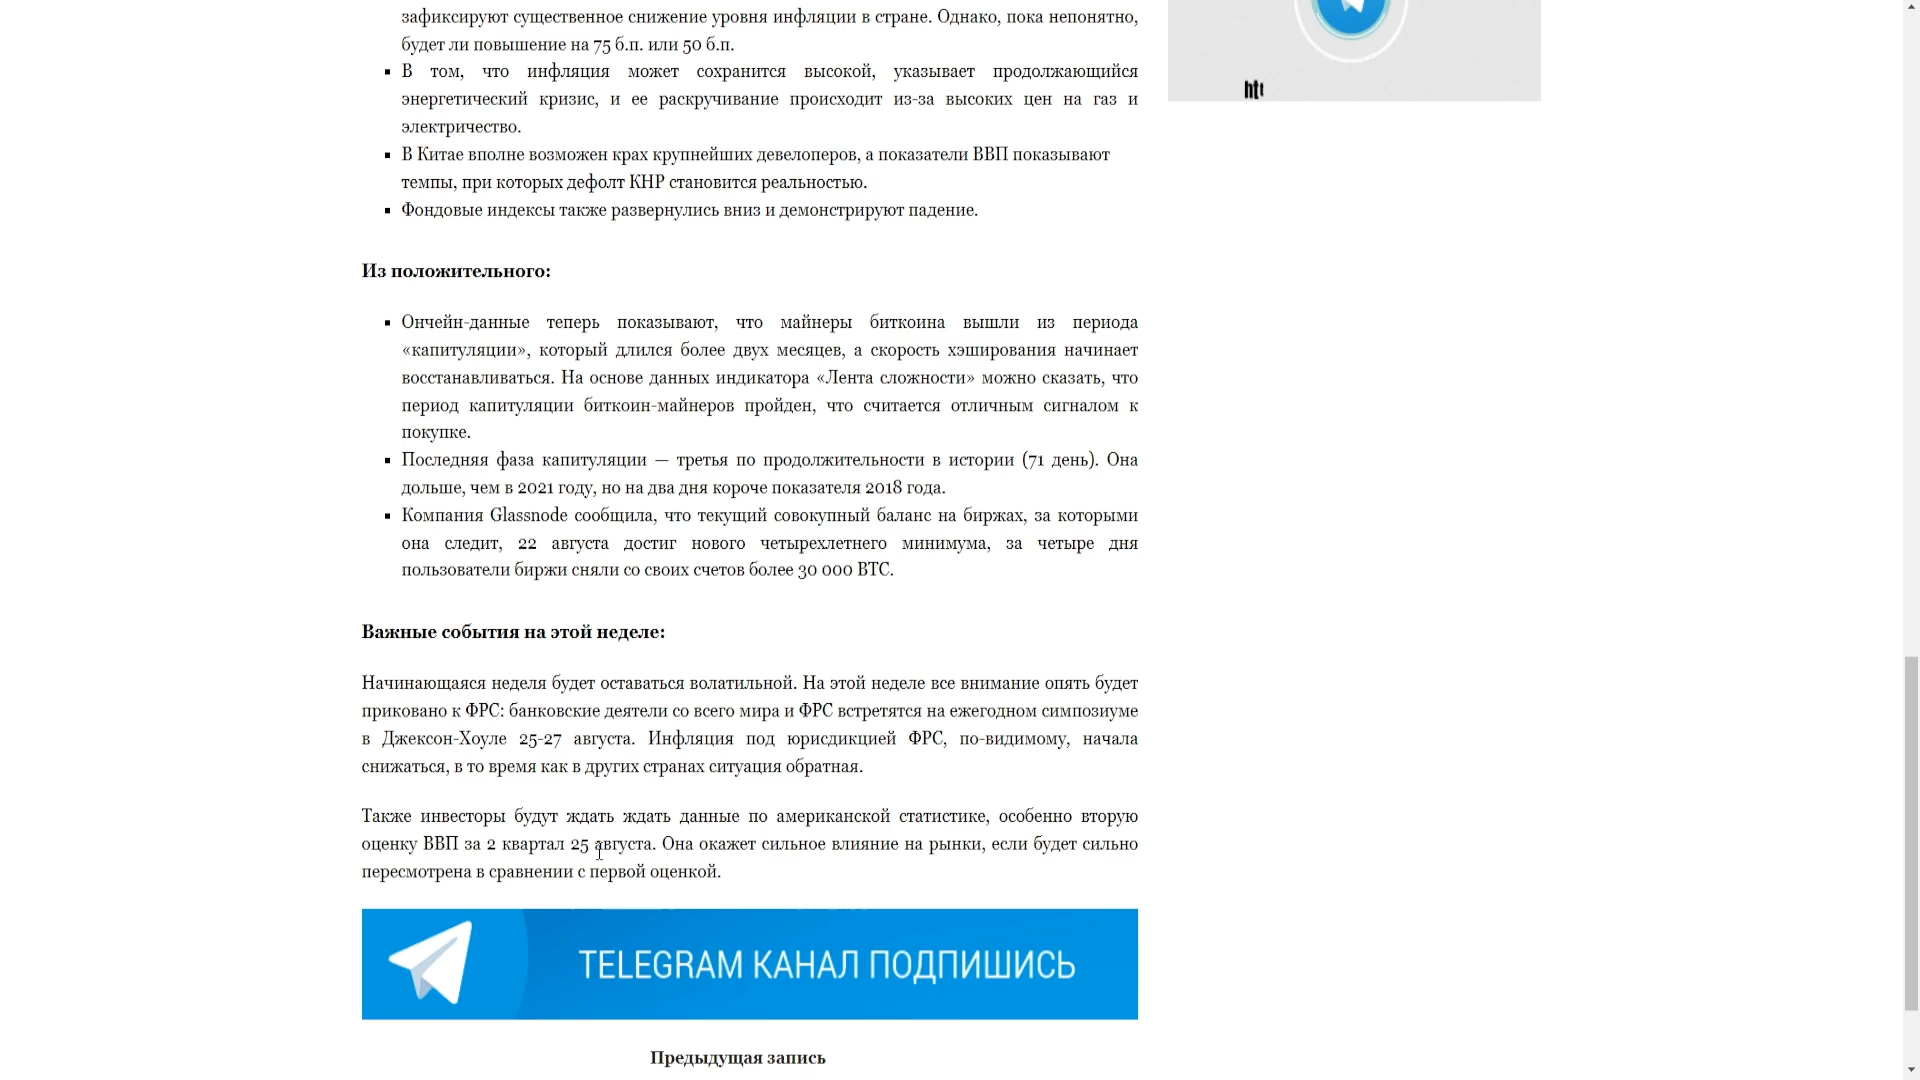 зафиксируют существенное снижение уровня инфляции в стране. Однако, пока непонятно,
будет ли повышение на 75 б.п. или 50 б.п.
В том, что инфляция может сохранится высокой, указывает продолжающийся
энергетический кризис, и ее раскручивание происходит из-за высоких цен на газ и
электричество.
В Китае вполне возможен крах крупнейших девелоперов, а показатели ВВП показывают
темпы, при которых дефолт КНР становится реальностью.
Фондовые индексы также развернулись вниз и демонстрируют падение.
Из положительного:
Ончейн-данные теперь показывают, что майнеры биткоина вышли из периода
«капитуляции», который длился более двух месяцев, а скорость хэширования начинает
восстанавливаться. На основе данных индикатора «Лента сложности» можно сказать, что
период капитуляции биткоин-майнеров пройден, что считается отличным сигналом к
покупке.
Последняя фаза капитуляции — третья по продолжительности в истории (71 день). Она
дольше, чем в 2021 году, но на два дня короче показателя 2018 года.
Компания Glassnode сообщила, что текущий совокупный баланс на биржах, за которыми
она следит, 22 августа достиг нового четырехлетнего минимума, за четыре дня
пользователи биржи сняли со своих счетов более 30 000 BTC.
Важные события на этой неделе:
Начинающаяся неделя будет оставаться волатильной. На этой неделе все внимание опять будет
приковано к ФРС: банковские деятели со всего мира и ФРС встретятся на ежегодном симпозиуме
в Джексон-Хоуле 25-27 августа. Инфляция под юрисдикцией ФРС, по-видимому, начала
снижаться, в то время как в других странах ситуация обратная.
Также инвесторы будут ждать ждать данные по американской статистике, особенно вторую
оценку ВВП за 2 квартал 25 августа. Она окажет сильное влияние на рынки, если будет сильно
пересмотрена в сравнении с первой оценкой.
TELEGRAM КАНАЛ ПОДПИШИСЬ
Предыдущая запись